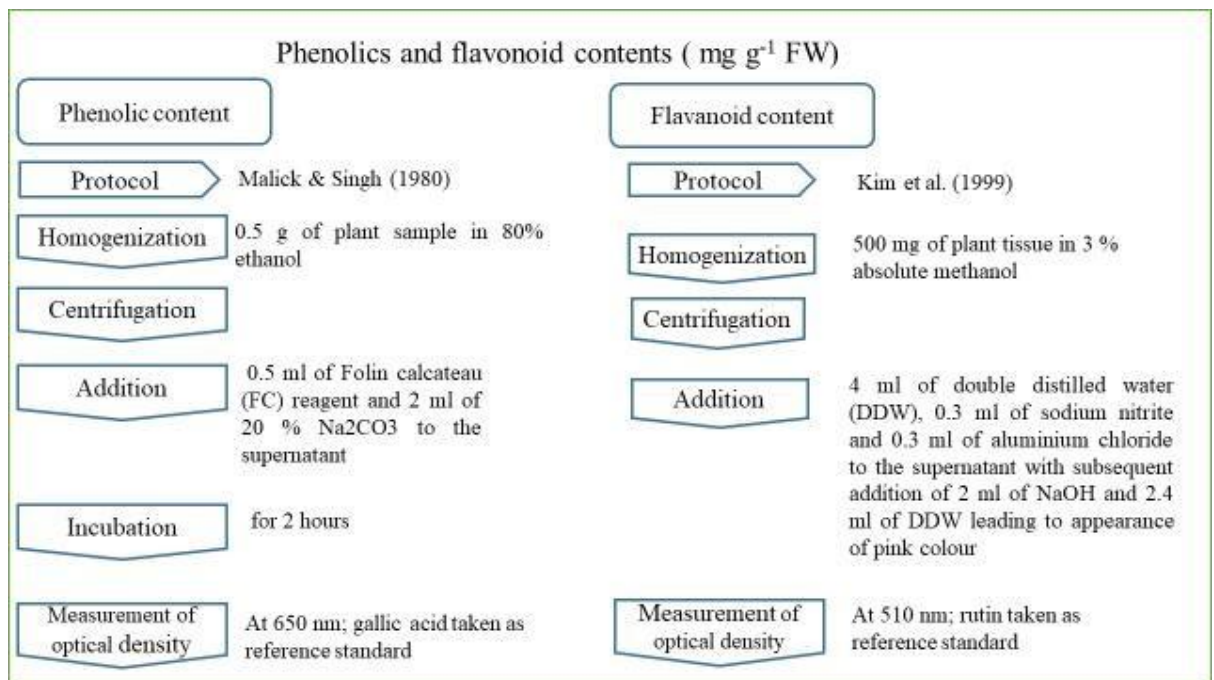 Phenolics and flavonoid contents ( mg g⁻¹ FW)
Phenolic content
Protocol
Malick & Singh (1980)
Homogenization
0.5 g of plant sample in 80%
ethanol
Centrifugation
Addition
0.5 ml of Folin calcateau
(FC) reagent and 2 ml of
20 % Na2CO3 to the
supernatant
Incubation
for 2 hours
Measurement of
optical density
At 650 nm; gallic acid taken as
reference standard
Flavanoid content
Protocol
Kim et al. (1999)
Homogenization
500 mg of plant tissue in 3 %
absolute methanol
Centrifugation
Addition
4 ml of double distilled water
(DDW), 0.3 ml of sodium nitrite
and 0.3 ml of aluminium chloride
to the supernatant with subsequent
addition of 2 ml of NaOH and 2.4
ml of DDW leading to appearance
of pink colour
Measurement of
optical density
At 510 nm; rutin taken as
reference standard